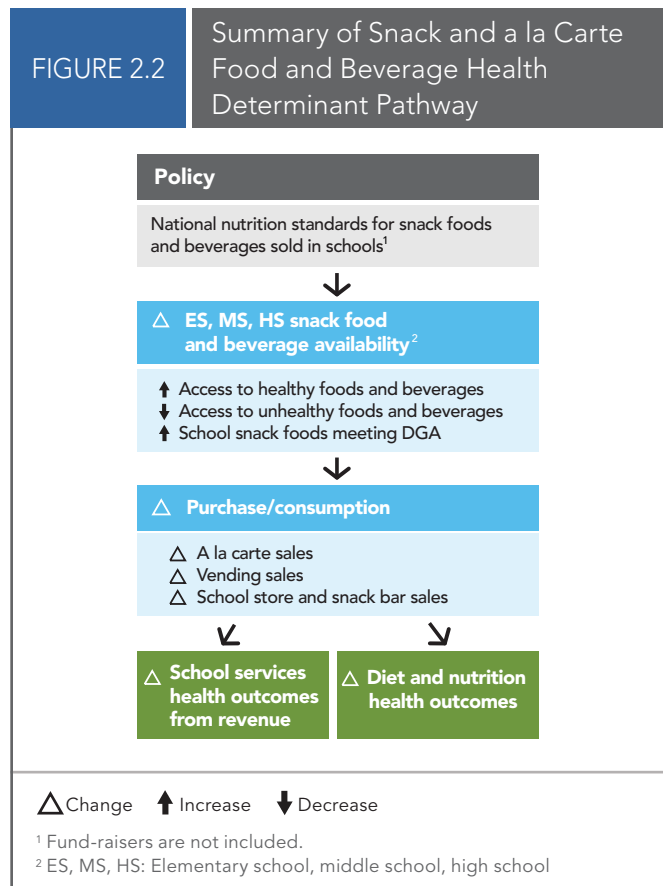 FIGURE 2.2
Summary of Snack and a la Carte
Food and Beverage Health
Determinant Pathway
Policy
National nutrition standards for snack foods
and beverages sold in schools¹
△ ES, MS, HS snack food
and beverage availability²
↑ Access to healthy foods and beverages
↓ Access to unhealthy foods and beverages
↑ School snack foods meeting DGA
△ Purchase/consumption
△ A la carte sales
△ Vending sales
△ School store and snack bar sales
△ School services
health outcomes
from revenue
△ Diet and nutrition
health outcomes
△ Change ↑ Increase ↓ Decrease
¹ Fund-raisers are not included.
² ES, MS, HS: Elementary school, middle school, high school